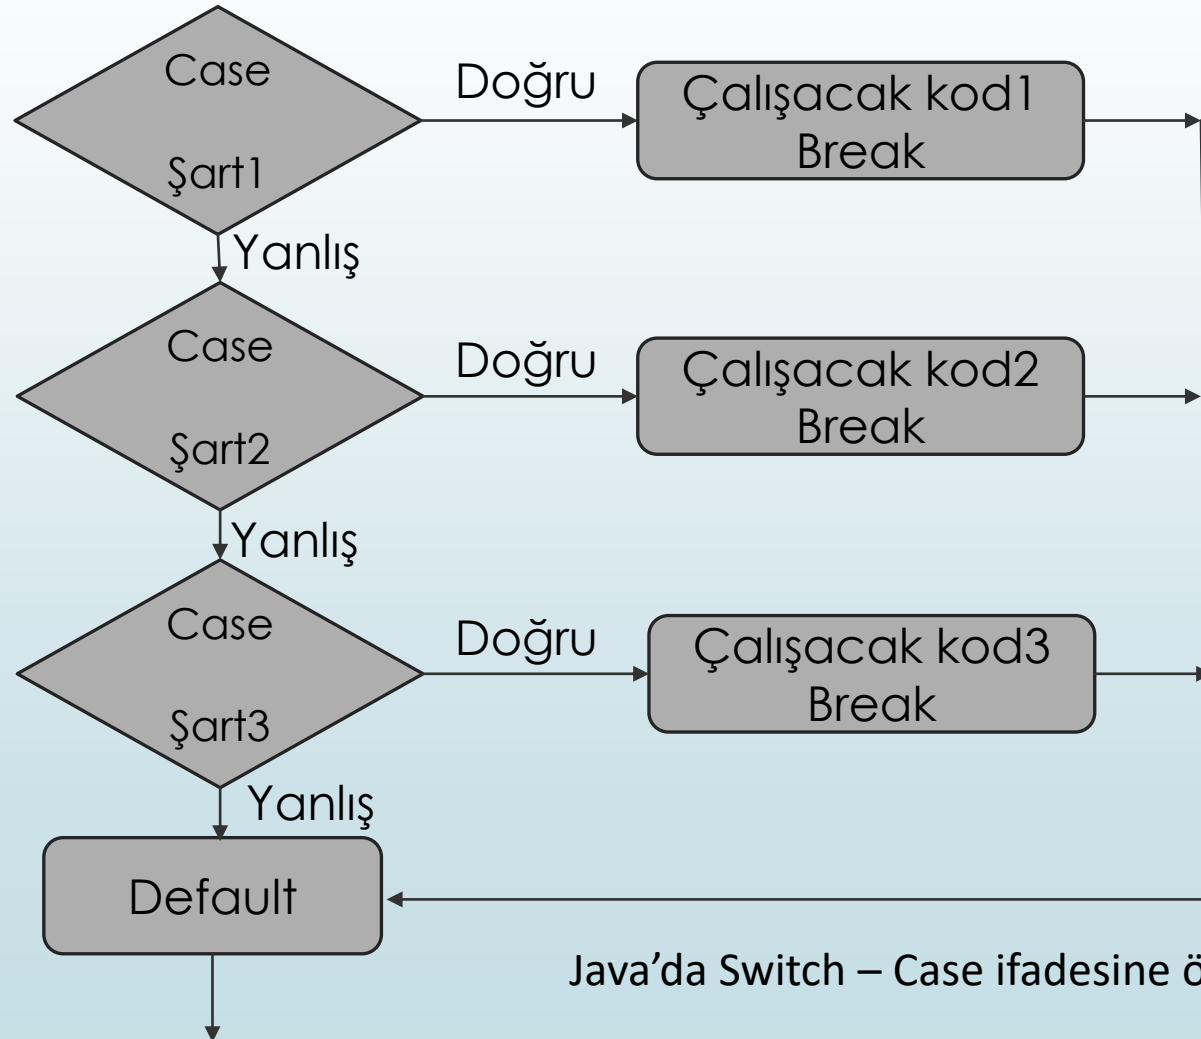 Case
Şart1
Doğru
Çalışacak kod1
Break
Yanlış
Case
Şart2
Doğru
Çalışacak kod2
Break
Yanlış
Case
Şart3
Doğru
Çalışacak kod3
Break
Yanlış
Default
Java’da Switch – Case ifadesine